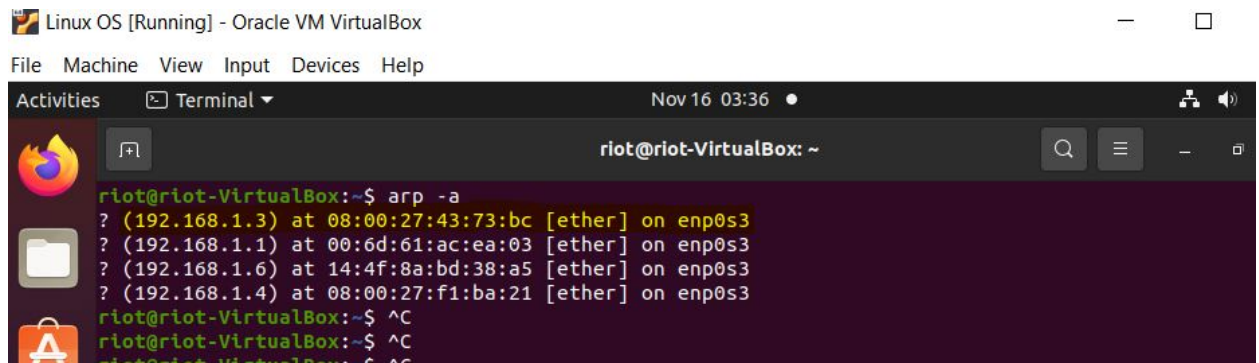 Linux OS [Running] - Oracle VM VirtualBox
File Machine View Input Devices Help
Activities Terminal Nov 16 03:36
riot@riot-VirtualBox: ~
riot@riot-VirtualBox:~$ arp -a
? (192.168.1.3) at 08:00:27:43:73:bc [ether] on enp0s3
? (192.168.1.1) at 00:6d:61:ac:ea:03 [ether] on enp0s3
? (192.168.1.6) at 14:4f:8a:bd:38:a5 [ether] on enp0s3
? (192.168.1.4) at 08:00:27:f1:ba:21 [ether] on enp0s3
riot@riot-VirtualBox:~$ ^C
riot@riot-VirtualBox:~$ ^C